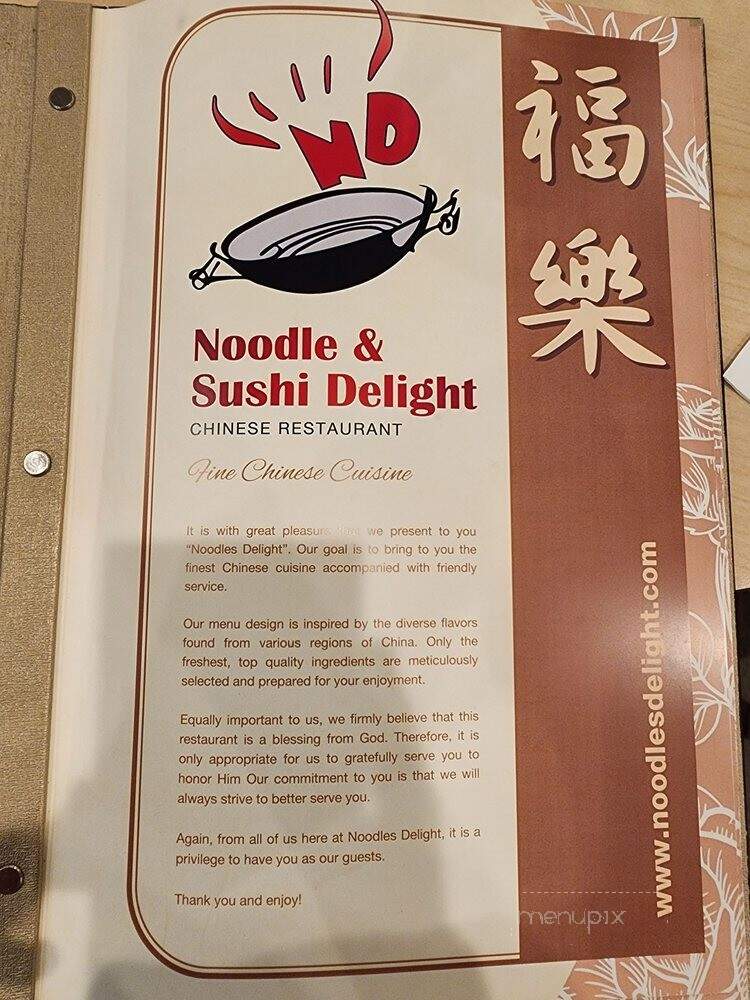 ND
Noodle &
Sushi Delight
CHINESE RESTAURANT
Fine Chinese Cuisine
It is with great pleasure we present to you
"Noodles Delight". Our goal is to bring to you the
finest Chinese cuisine accompanied with friendly
service.
Our menu design is inspired by the diverse flavors
found from various regions of China. Only the
freshest, top quality ingredients are meticulously
selected and prepared for your enjoyment.
Equally important to us, we firmly believe that this
restaurant is a blessing from God. Therefore, it is
only appropriate for us to gratefully serve you to
honor Him Our commitment to you is that we will
always strive to better serve you.
Again, from all of us here at Noodles Delight, it is a
privilege to have you as our guests.
Thank you and enjoy!
福
樂
www.noodlesdelight.com
menupix